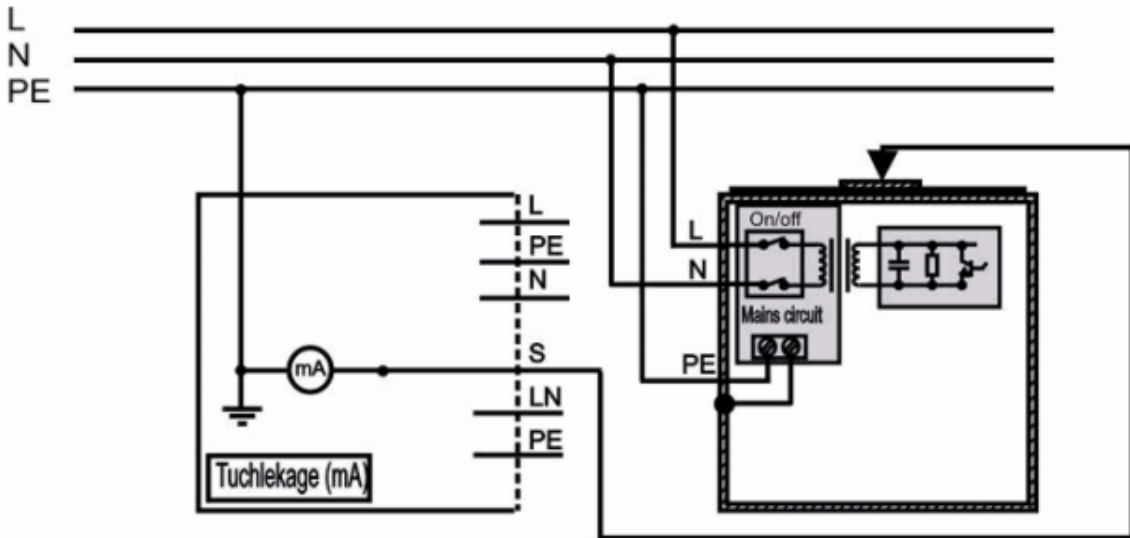 L
N
PE
L
PE
N
S
LN
PE
Tuchlekage (mA)
mA
On/off
L
N
Mains circuit
PE